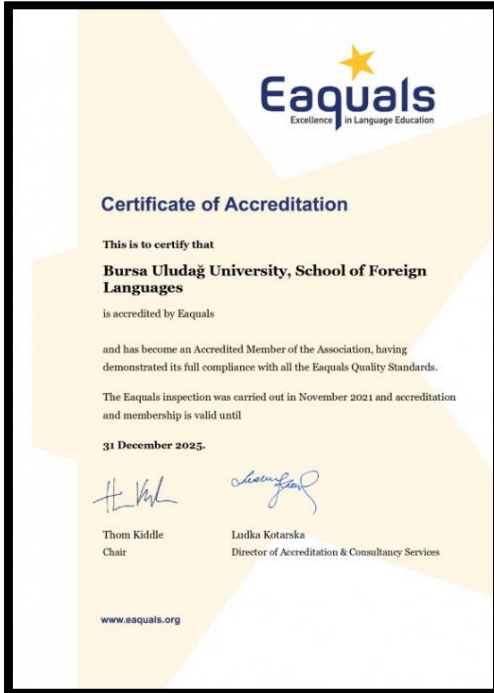 Eaquals
Excellence in Language Education
Certificate of Accreditation
This is to certify that
Bursa Uludağ University, School of Foreign
Languages
is accredited by Eaquals
and has become an Accredited Member of the Association, having
demonstrated its full compliance with all the Eaquals Quality Standards.
The Eaquals inspection was carried out in November 2021 and accreditation
and membership is valid until
31 December 2025.
Thom Kiddle
Ludka Kotarska
Chair
Director of Accreditation & Consultancy Services
www.eaquals.org